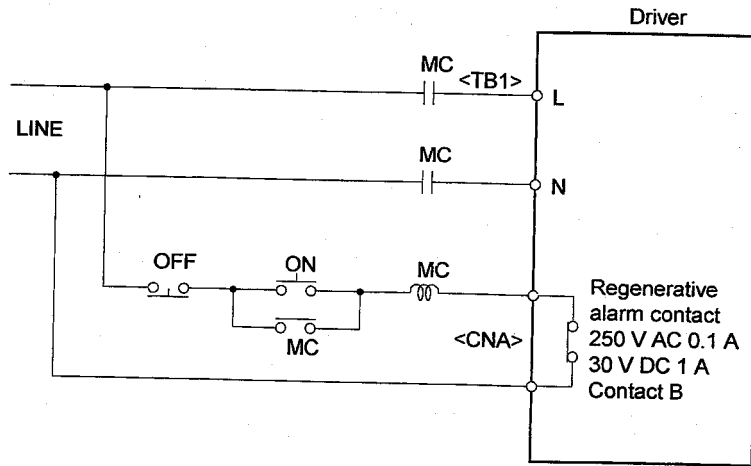 Driver
MC
<TB1>
L
LINE
MC
N
OFF
ON
MC
MC
<CNA>
Regenerative
alarm contact
250 V AC 0.1 A
30 V DC 1 A
Contact B